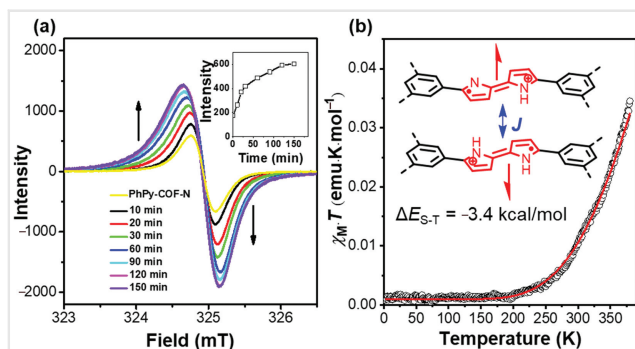 (a)
Intensity
2000
1000
0
−1000
−2000
323
324
325
326
Field (mT)
PhPy-COF-N
10 min
20 min
30 min
60 min
90 min
120 min
150 min
Intensity
600
400
200
0
0 50 100 150
Time (min)
(b)
χM·T (emu·K·mol⁻¹)
0.04
0.03
0.02
0.01
0.00
0 50 100 150 200 250 300 350
Temperature (K)
N
N
H
J
H
N
N
H
ΔES-T = −3.4 kcal/mol